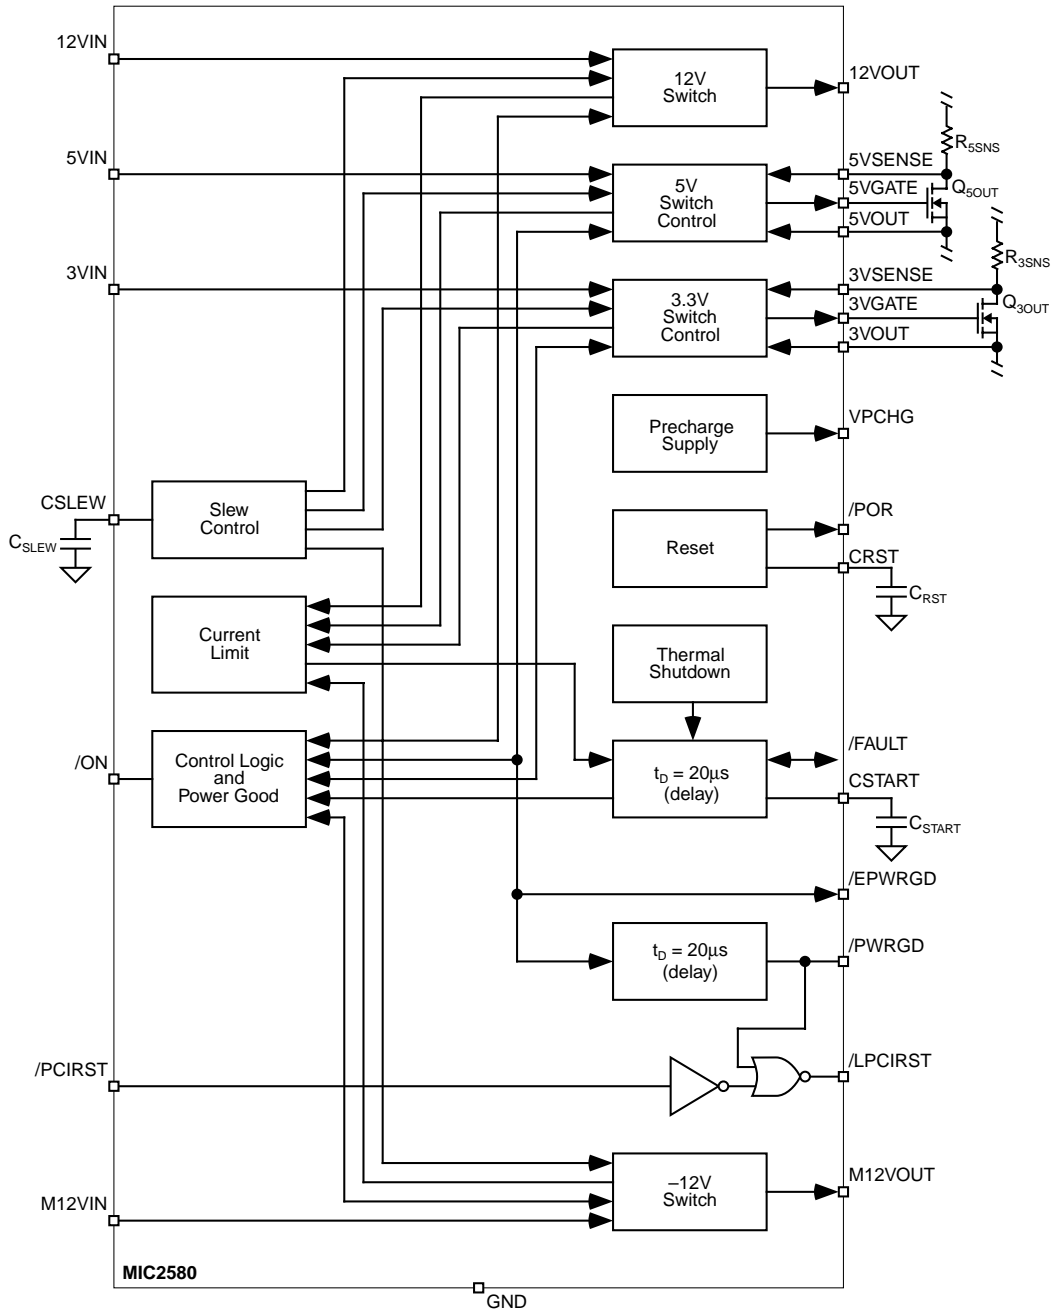 12VIN
12V
Switch
12VOUT
R5SNS
5VIN
5V
Switch
Control
5VSENSE
5VGATE
Q5OUT
5VOUT
R3SNS
3VIN
3.3V
Switch
Control
3VSENSE
3VGATE
Q3OUT
3VOUT
Precharge
Supply
VPCHG
CSLEW
CSLEW
Slew
Control
Reset
/POR
CRST
CRST
Current
Limit
Thermal
Shutdown
/ON
Control Logic
and
Power Good
tD = 20µs
(delay)
/FAULT
CSTART
CSTART
/EPWRGD
tD = 20µs
(delay)
/PWRGD
/PCIRST
/LPCIRST
M12VIN
–12V
Switch
M12VOUT
MIC2580
GND